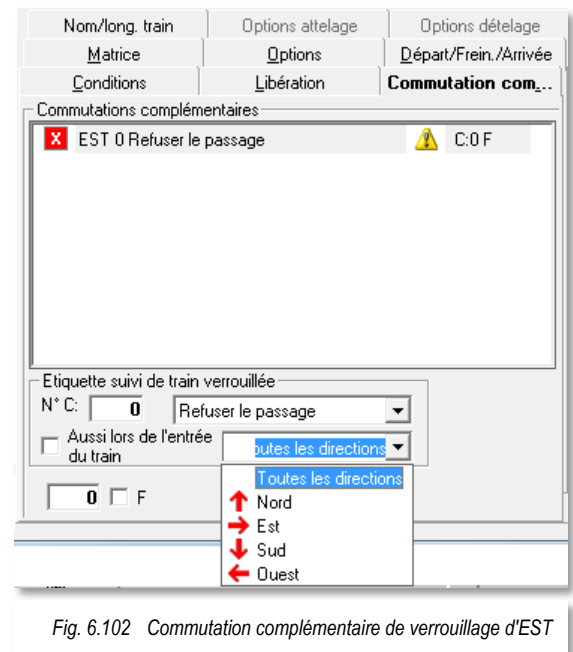 Nom/long. train Options attelage Options dételage
Matrice Options Départ/Frein./Arrivée
Conditions Libération Commutation com...
Commutations complémentaires
X EST 0 Refuser le passage C:0 F
Etiquette suivi de train verrouillée
N° C: 0 Refuser le passage
Aussi lors de l'entrée
du train
outes les directions
Toutes les directions
0 F
Nord
Est
Sud
Ouest
Fig. 6.102 Commutation complémentaire de verrouillage d'EST